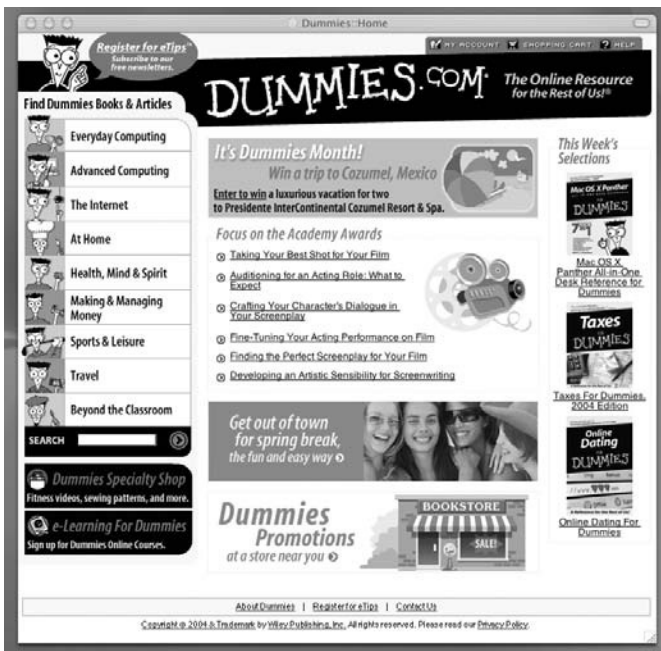 Dummies::Home
Register for eTips™
Subscribe to our
free newsletters.
MY ACCOUNT SHOPPING CART ? HELP
DUMMIES.COM®
The Online Resource
for the Rest of Us!®
Find Dummies Books & Articles
Everyday Computing
Advanced Computing
The Internet
At Home
Health, Mind & Spirit
Making & Managing
Money
Sports & Leisure
Travel
Beyond the Classroom
SEARCH
Dummies Specialty Shop
Fitness videos, sewing patterns, and more.
e-Learning For Dummies
Sign up for Dummies Online Courses.
It's Dummies Month!
Win a trip to Cozumel, Mexico
Enter to win a luxurious vacation for two
to Presidente InterContinental Cozumel Resort & Spa.
Focus on the Academy Awards
Taking Your Best Shot for Your Film
Auditioning for an Acting Role: What to
Expect
Crafting Your Character's Dialogue in
Your Screenplay
Fine-Tuning Your Acting Performance on Film
Finding the Perfect Screenplay for Your Film
Developing an Artistic Sensibility for Screenwriting
Get out of town
for spring break,
the fun and easy way
Dummies
Promotions
at a store near you
BOOKSTORE
SALE!
This Week's
Selections
Mac OS X Panther
DUMMIES
Mac OS X
Panther All-in-One
Desk Reference for
Dummies
Taxes
DUMMIES
Taxes For Dummies,
2004 Edition
Online
Dating
DUMMIES
Online Dating For
Dummies
About Dummies | Register for eTips | Contact Us
Copyright © 2004 & Trademark by Wiley Publishing, Inc. All rights reserved. Please read our Privacy Policy.